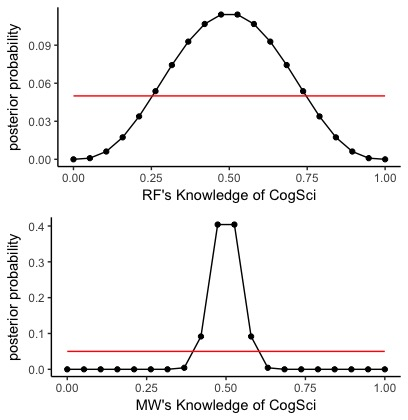 posterior probability
0.09
0.06
0.03
0.00
0.00 0.25 0.50 0.75 1.00
RF's Knowledge of CogSci
posterior probability
0.4
0.3
0.2
0.1
0.0
0.00 0.25 0.50 0.75 1.00
MW's Knowledge of CogSci